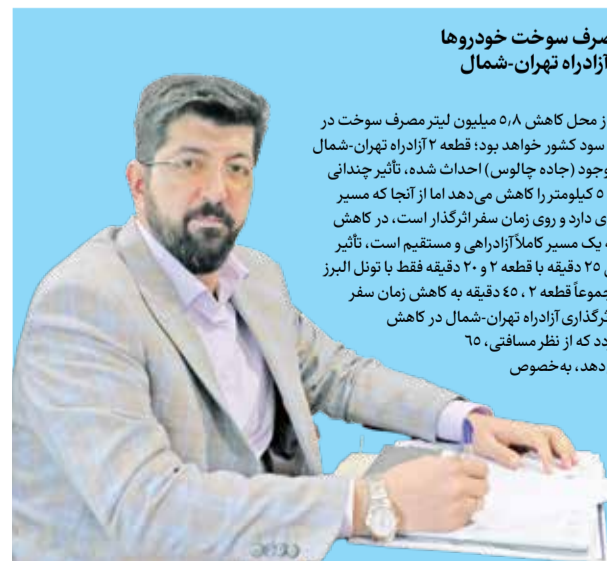 صرف سوخت خودروها
آزادراه تهران-شمال
از محل کاهش ۵٫۸ میلیون لیتر مصرف سوخت در
سود کشور خواهد بود؛ قطعه ۲ آزادراه تهران-شمال
وجود (جاده چالوس) احداث شده، تأثیر چندانی
۵ کیلومتر را کاهش می‌دهد اما از آنجا که مسیر
ی دارد و روی زمان سفر اثرگذار است، در کاهش
یک مسیر کاملاً آزادراهی و مستقیم است، تأثیر
۲۵ دقیقه با قطعه ۲ و ۲۰ دقیقه فقط با تونل البرز
جموعاً قطعه ۲، ۴۵ دقیقه به کاهش زمان سفر
ثرگذاری آزادراه تهران-شمال در کاهش
دد که از نظر مسافتی، ۶۵
دهد، به‌خصوص